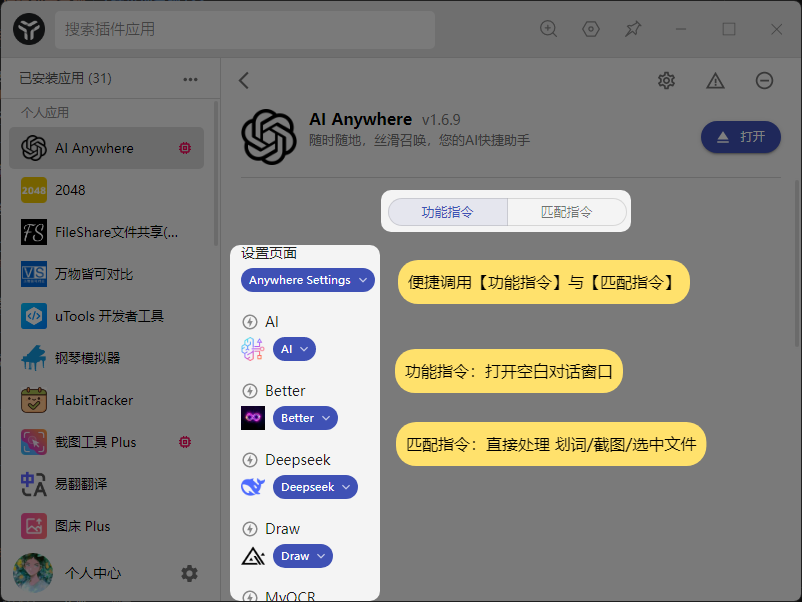 搜索插件应用
已安装应用 (31)
个人应用
AI Anywhere
2048
2048
FS
FileShare文件共享(...
VS
万物皆可对比
uTools 开发者工具
钢琴模拟器
HabitTracker
截图工具 Plus
易翻翻译
图床 Plus
个人中心
AI Anywhere v1.6.9
随时随地，丝滑召唤，您的AI快捷助手
打开
功能指令
匹配指令
设置页面
Anywhere Settings
AI
AI
Better
Better
Deepseek
Deepseek
Draw
Draw
MyOCR
便捷调用【功能指令】与【匹配指令】
功能指令：打开空白对话窗口
匹配指令：直接处理 划词/截图/选中文件